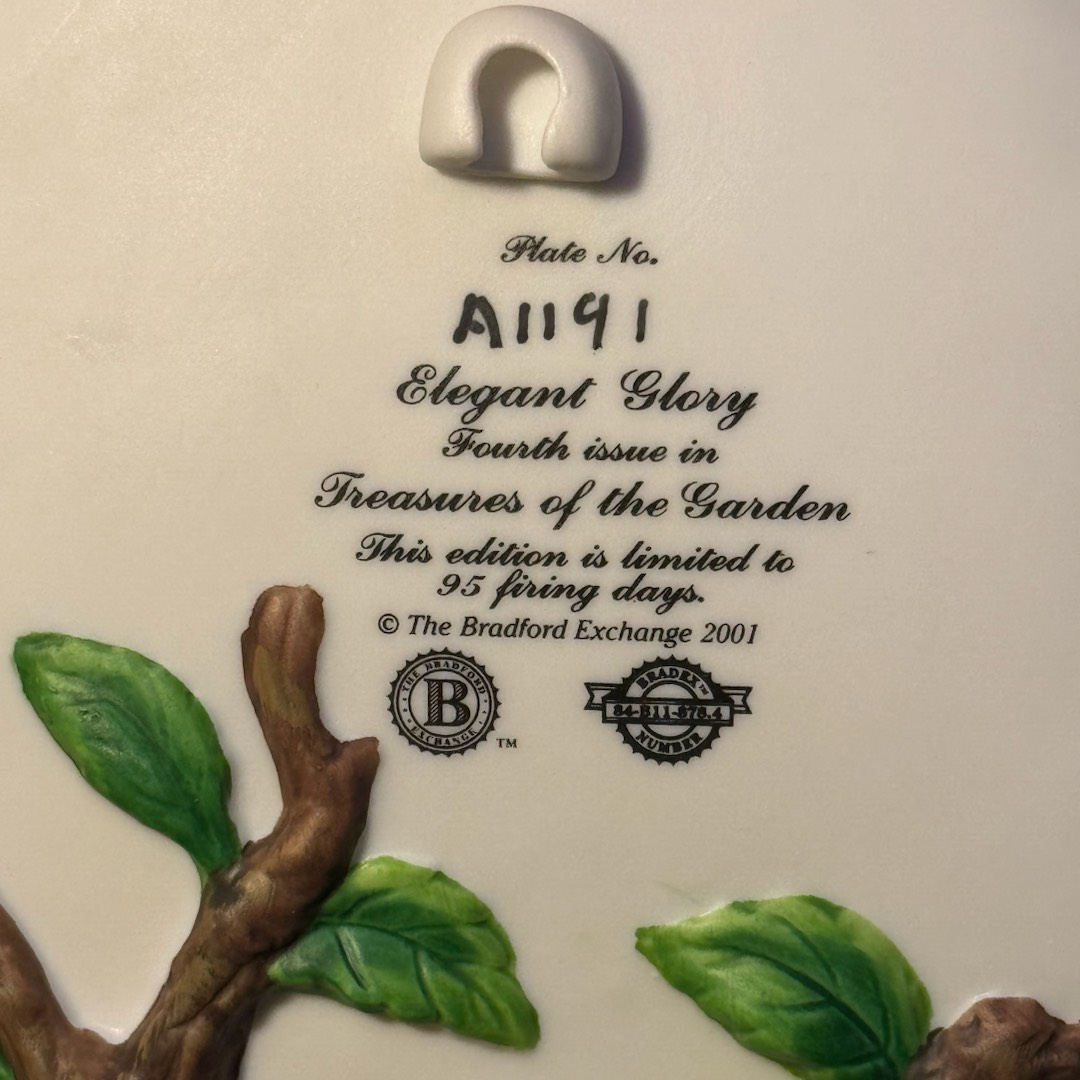 Plate No.
A1191
Elegant Glory
Fourth issue in
Treasures of the Garden
This edition is limited to
95 firing days.
© The Bradford Exchange 2001
THE BRADFORD
B
EXCHANGE
TM
BRADEX™
84-B11-878.4
NUMBER